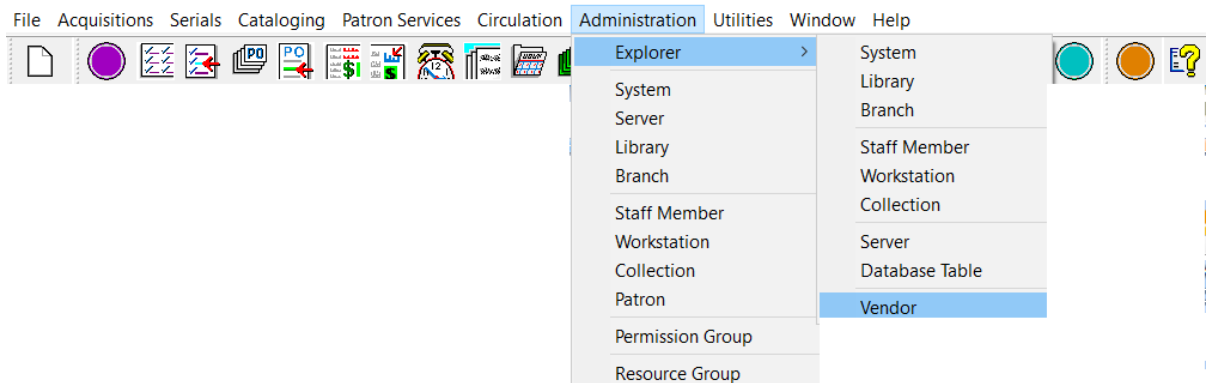 File Acquisitions Serials Cataloging Patron Services Circulation Administration Utilities Window Help
PO
PO
$
$
12
?
Explorer
System
Server
Library
Branch
Staff Member
Workstation
Collection
Patron
Permission Group
Resource Group
System
Library
Branch
Staff Member
Workstation
Collection
Server
Database Table
Vendor